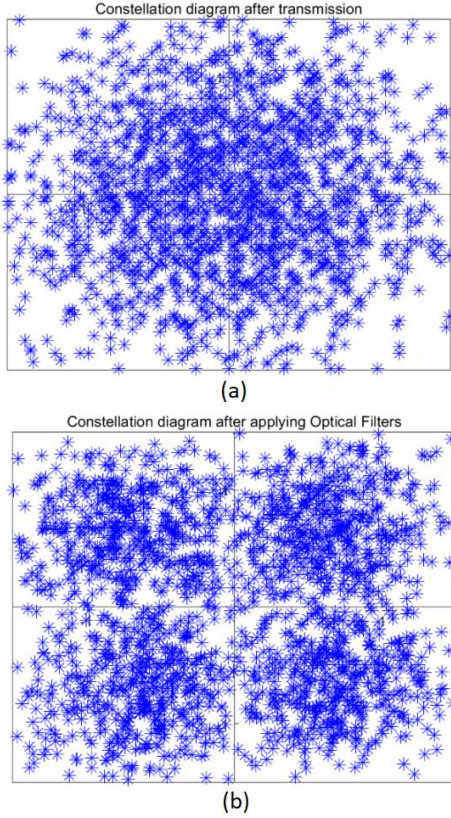 Constellation diagram after transmission
(a)
Constellation diagram after applying Optical Filters
(b)